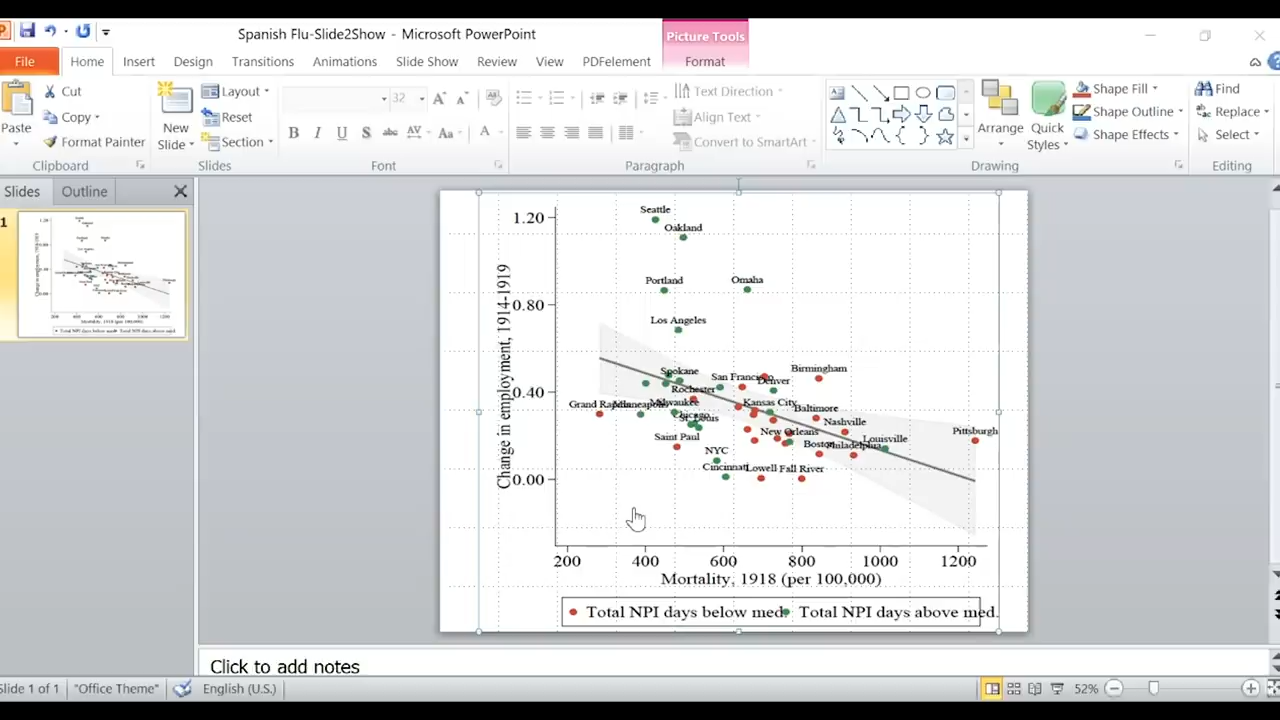 Spanish Flu-Slide2Show - Microsoft PowerPoint
Picture Tools
File Home Insert Design Transitions Animations Slide Show Review View PDFelement Format
Paste
Cut
Copy
Format Painter
Clipboard
New Slide
Layout
Reset
Section
Slides
32
B I U S abc AV Aa A
Font
Text Direction
Align Text
Convert to SmartArt
Paragraph
Arrange
Quick Styles
Shape Fill
Shape Outline
Shape Effects
Drawing
Find
Replace
Select
Editing
Slides Outline
1
Change in employment, 1914-1919
1.20
0.80
0.40
0.00
Seattle
Oakland
Portland
Omaha
Los Angeles
Spokane
San Francisco
Denver
Birmingham
Rochester
Grand Rapids
Minneapolis
Milwaukee
Kansas City
Baltimore
St. Louis
Nashville
Saint Paul
New Orleans
Boston
Philadelphia
Louisville
Pittsburgh
NYC
Cincinnati
Lowell
Fall River
200 400 600 800 1000 1200
Mortality, 1918 (per 100,000)
Total NPI days below med. Total NPI days above med.
Click to add notes
Slide 1 of 1 "Office Theme" English (U.S.) 52%